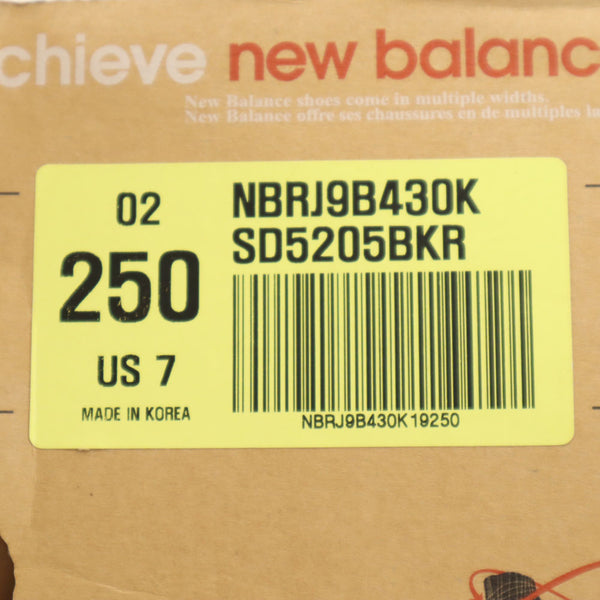 chieve new balanc
New Balance shoes come in multiple widths.
New Balance offre ses chaussures en de multiples la
02
250
US 7
MADE IN KOREA
NBRJ9B430K
SD5205BKR
NBRJ9B430K19250